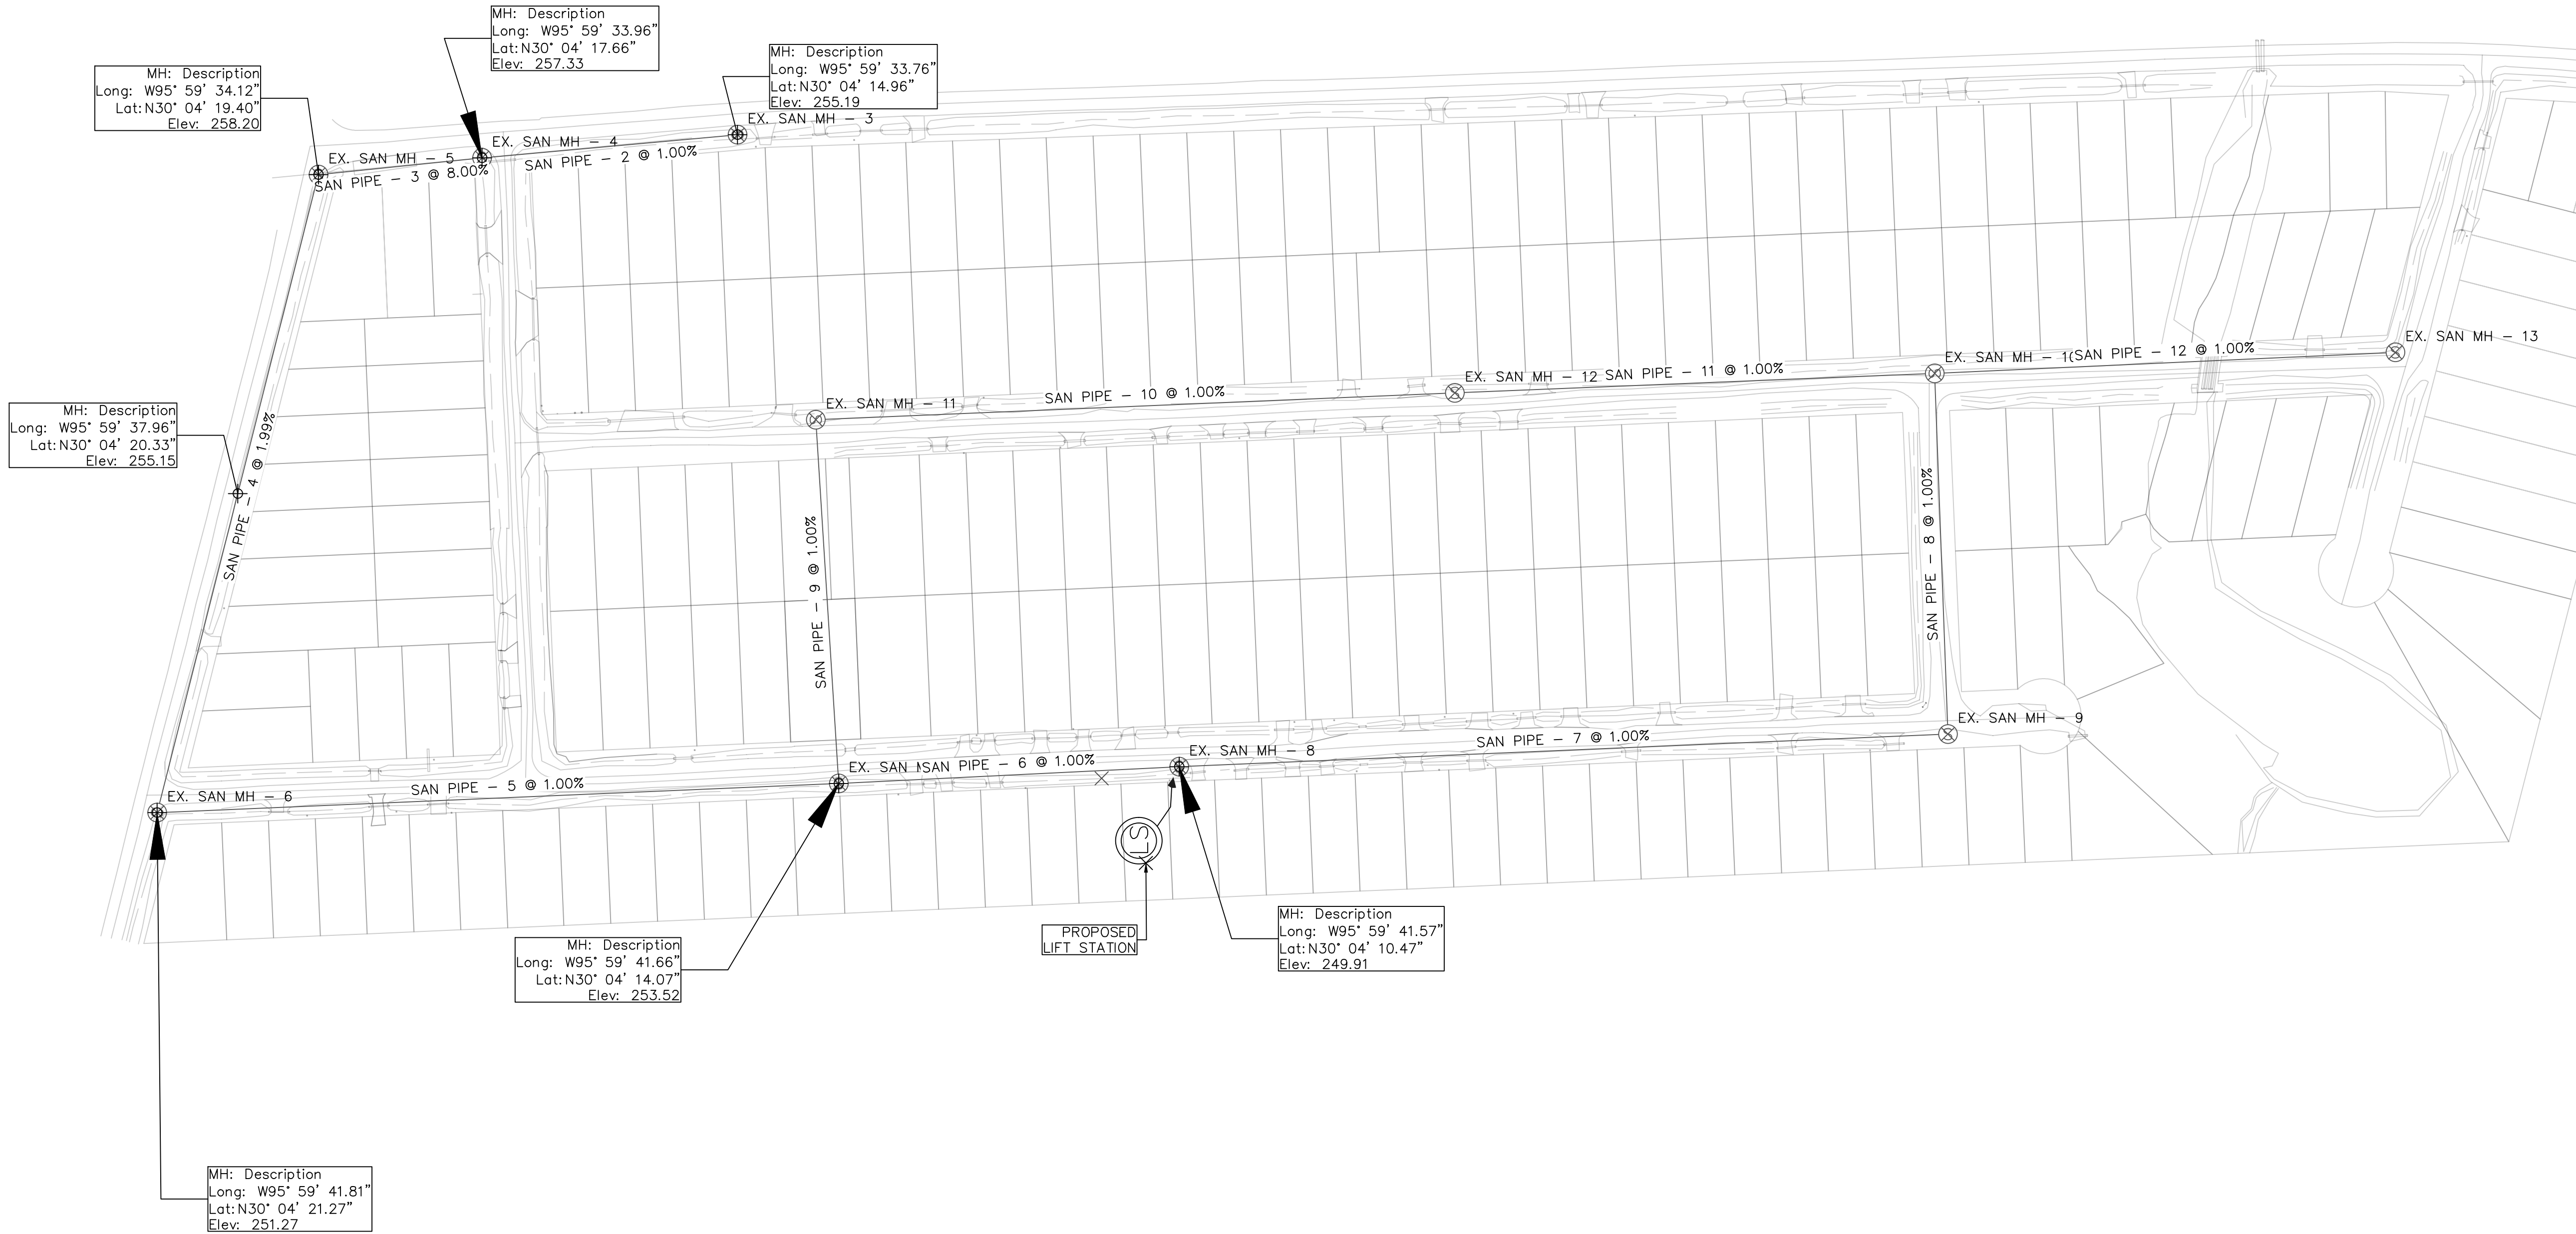 MH: Description
Long: W95° 59' 33.96"
Lat: N30° 04' 17.66"
Elev: 257.33
MH: Description
Long: W95° 59' 33.76"
Lat: N30° 04' 14.96"
Elev: 255.19
MH: Description
Long: W95° 59' 34.12"
Lat: N30° 04' 19.40"
Elev: 258.20
EX. SAN MH - 3
EX. SAN MH - 4
SAN PIPE - 2 @ 1.00%
EX. SAN MH - 5
SAN PIPE - 3 @ 8.00%
EX. SAN MH - 13
SAN PIPE - 12 @ 1.00%
EX. SAN MH - 1(
SAN PIPE - 11 @ 1.00%
EX. SAN MH - 12
SAN PIPE - 10 @ 1.00%
EX. SAN MH - 11
MH: Description
Long: W95° 59' 37.96"
Lat: N30° 04' 20.33"
Elev: 255.15
SAN PIPE - 4 @ 1.99%
SAN PIPE - 9 @ 1.00%
SAN PIPE - 8 @ 1.00%
EX. SAN MH - 9
SAN PIPE - 7 @ 1.00%
EX. SAN MH - 8
EX. SAN
SAN PIPE - 6 @ 1.00%
SAN PIPE - 5 @ 1.00%
EX. SAN MH - 6
LS
PROPOSED
LIFT STATION
MH: Description
Long: W95° 59' 41.57"
Lat: N30° 04' 10.47"
Elev: 249.91
MH: Description
Long: W95° 59' 41.66"
Lat: N30° 04' 14.07"
Elev: 253.52
MH: Description
Long: W95° 59' 41.81"
Lat: N30° 04' 21.27"
Elev: 251.27